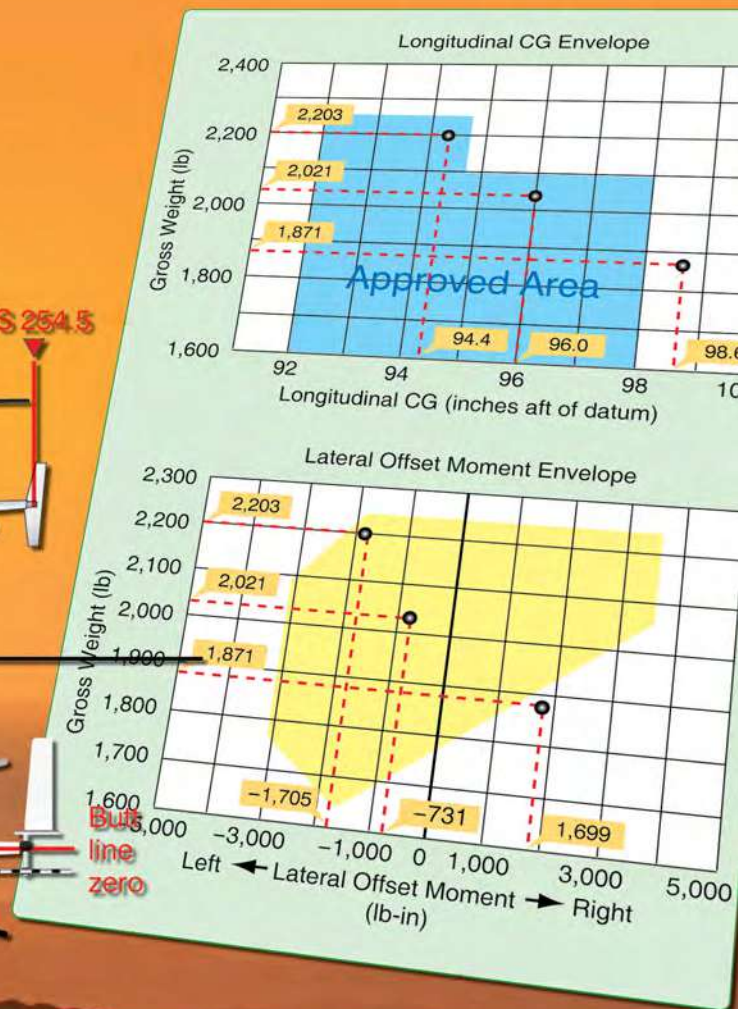 Longitudinal CG Envelope
2,400
2,200
2,000
1,800
1,600
Gross Weight (lb)
2,203
2,021
1,871
Approved Area
94.4
96.0
98.6
92
94
96
98
10
Longitudinal CG (inches aft of datum)
S 254.5
Lateral Offset Moment Envelope
2,300
2,200
2,100
2,000
1,900
1,800
1,700
1,600
Gross Weight (lb)
2,203
2,021
1,871
−1,705
−731
1,699
5,000
−3,000
−1,000
0
1,000
3,000
5,000
Left
Lateral Offset Moment
Right
(lb-in)
Butt
line
zero